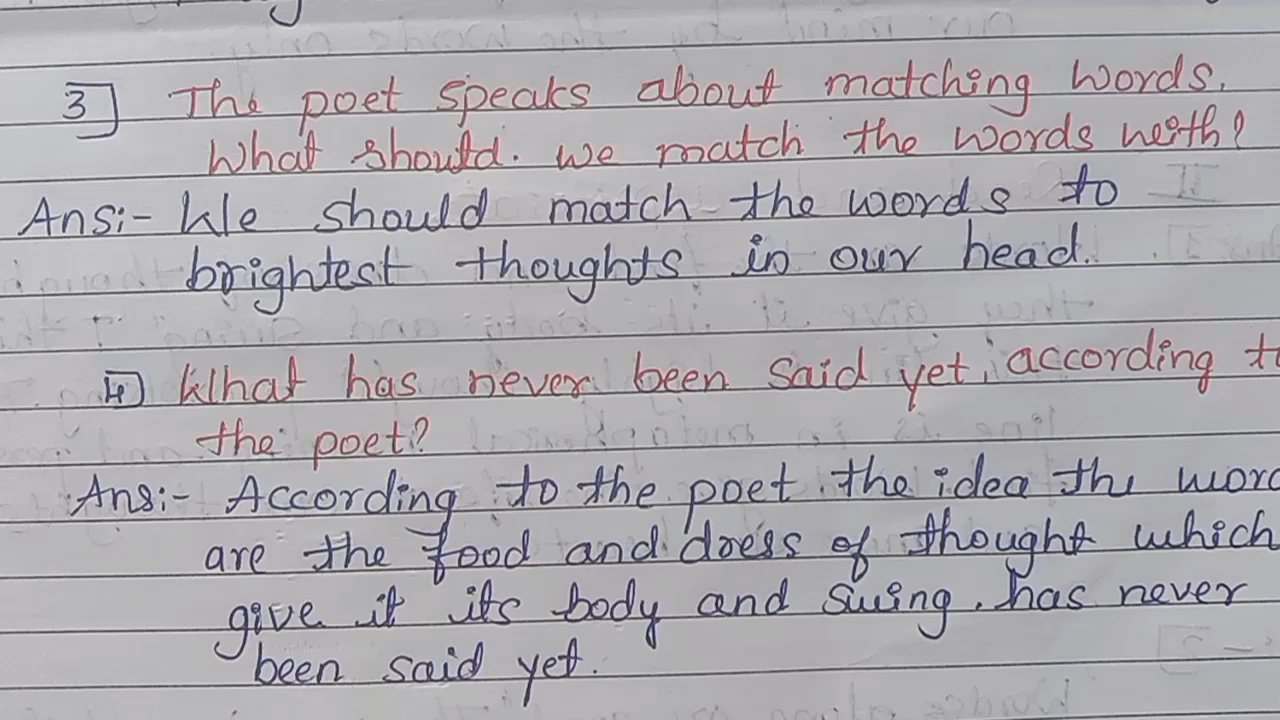 3] The poet speaks about matching words.
What should. we match the words with?
Ans:- We should match the words to
brightest thoughts in our head.
4] What has never been said yet, according to
the poet?
Ans:- According to the poet. the idea the word
are the food and dress of thought which
give it its body and swing. has never
been said yet.